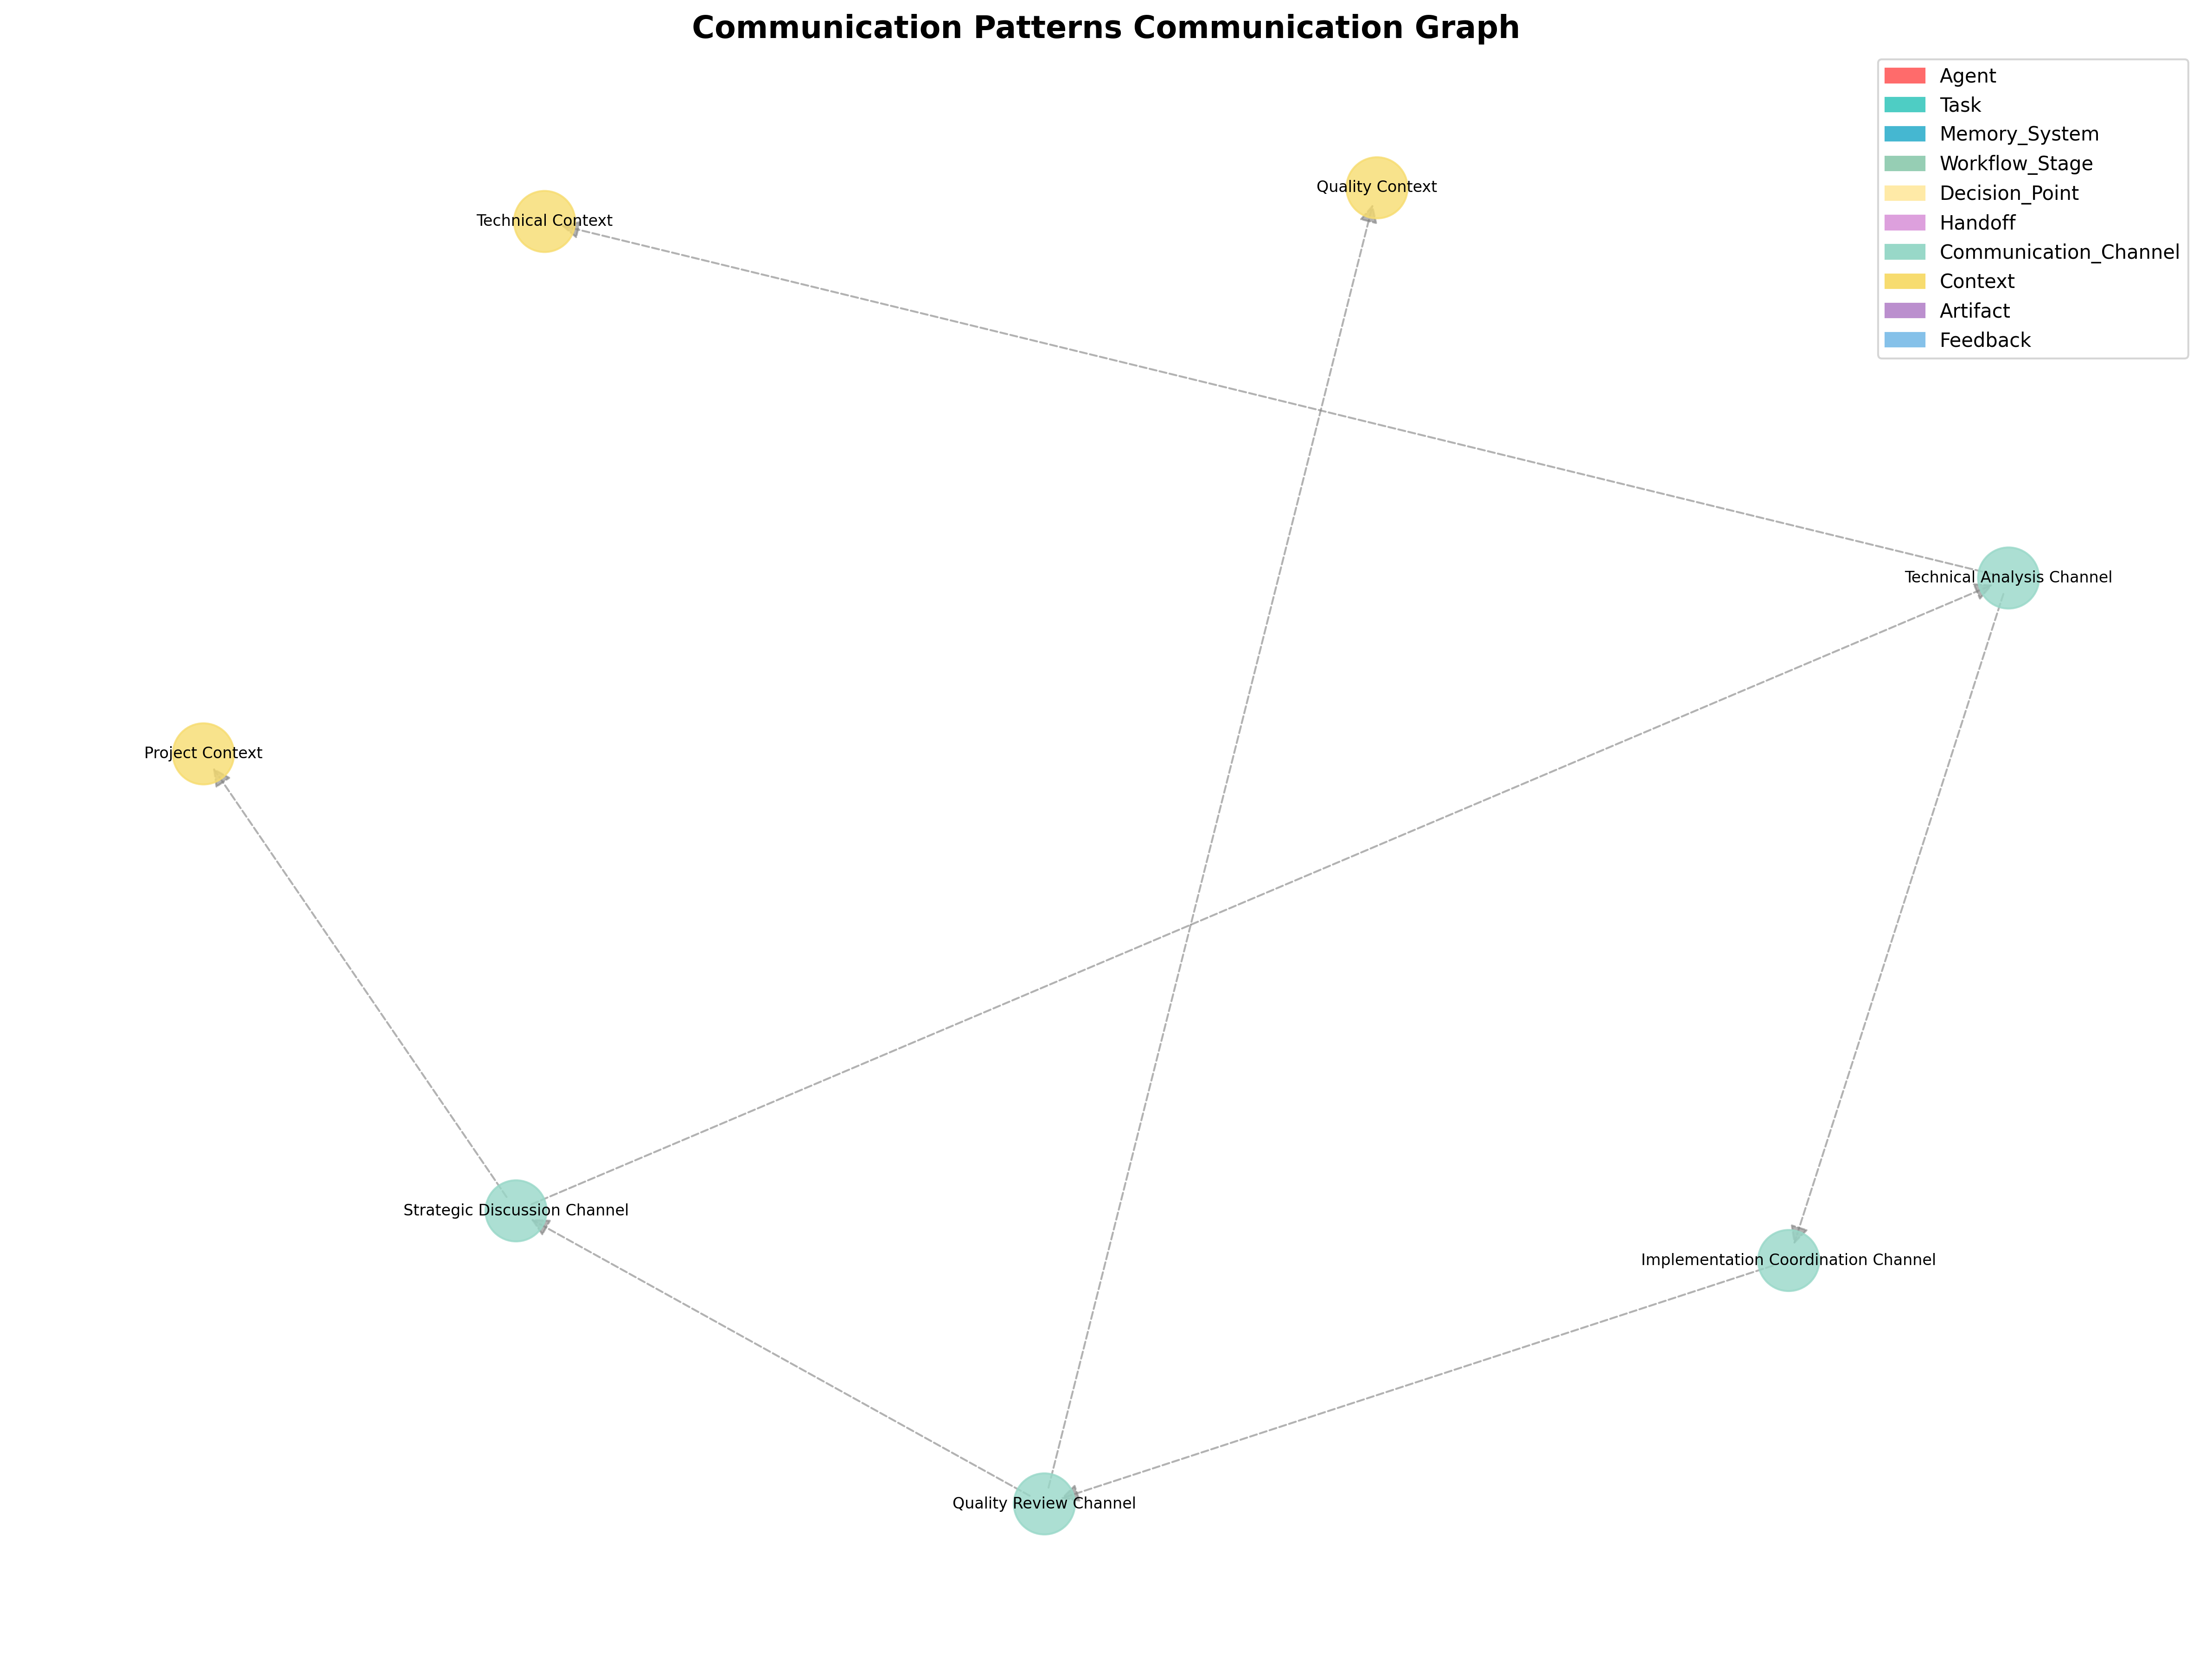 Communication Patterns Communication Graph
Agent
Task
Memory_System
Workflow_Stage
Decision_Point
Handoff
Communication_Channel
Context
Artifact
Feedback
Quality Context
Technical Context
Technical Analysis Channel
Project Context
Strategic Discussion Channel
Implementation Coordination Channel
Quality Review Channel